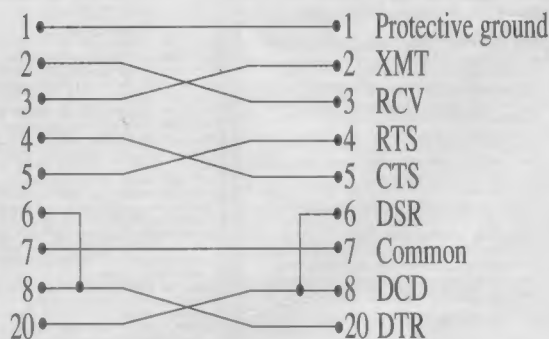 1 1 Protective ground
2 2 XMT
3 3 RCV
4 4 RTS
5 5 CTS
6 6 DSR
7 7 Common
8 8 DCD
20 20 DTR